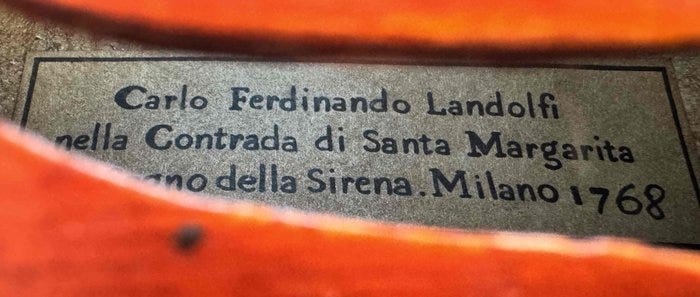 Carlo Ferdinando Landolfi
nella Contrada di Santa Margarita
della Sirena. Milano 1768